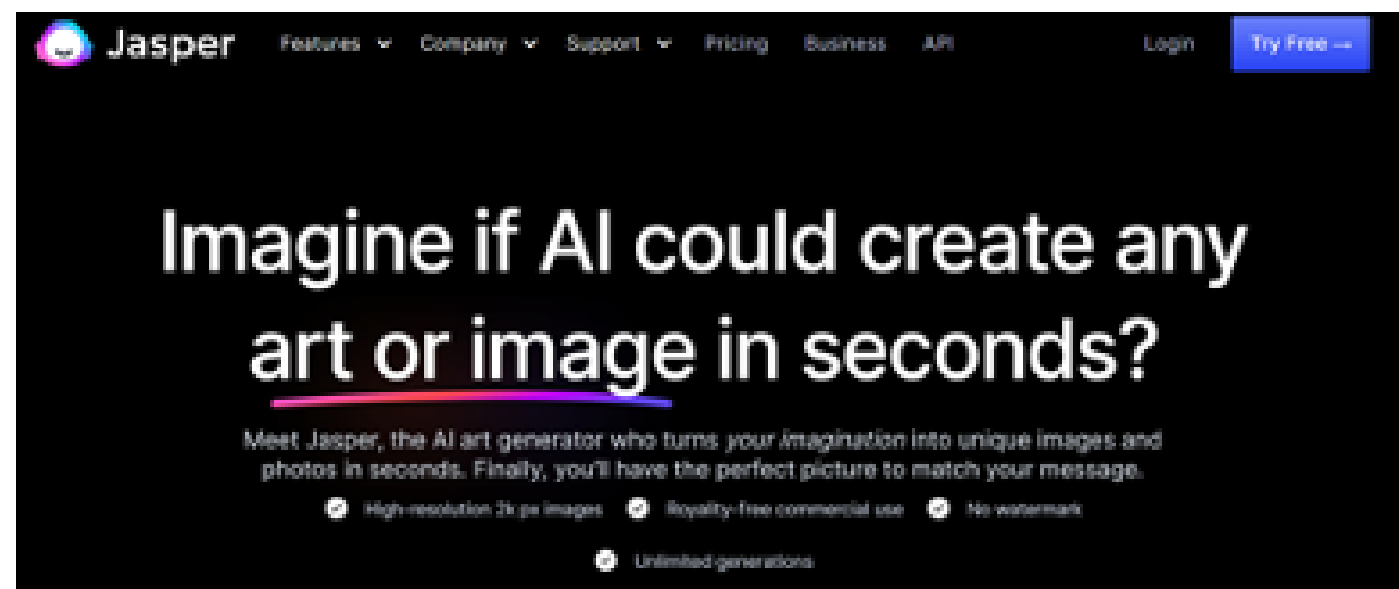 Jasper Features Company Support Pricing Business API Login Try Free →
Imagine if AI could create any
art or image in seconds?
Meet Jasper, the AI art generator who turns your imagination into unique images and
photos in seconds. Finally, you'll have the perfect picture to match your message.
High-resolution 2k px images Royalty-free commercial use No watermark
Unlimited generations